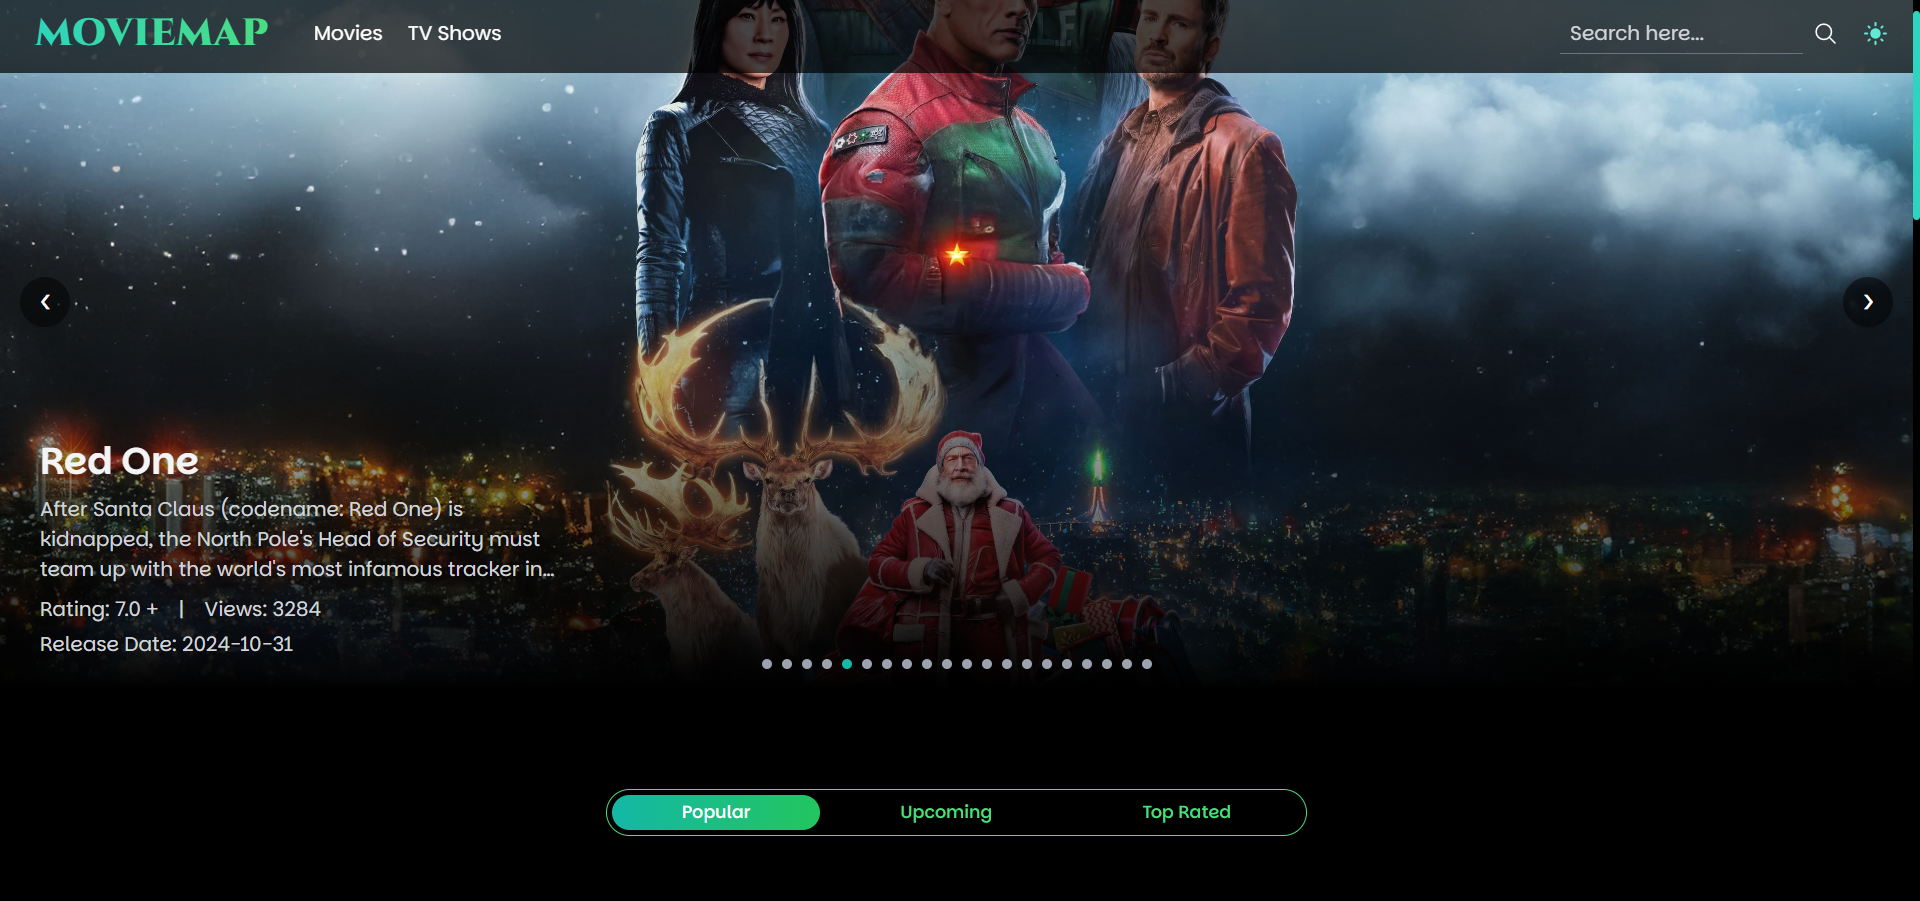 MOVIEMAP
Movies
TV Shows
Search here...
Red One
After Santa Claus (codename: Red One) is
kidnapped, the North Pole's Head of Security must
team up with the world's most infamous tracker in...
Rating: 7.0 + | Views: 3284
Release Date: 2024-10-31
Popular
Upcoming
Top Rated